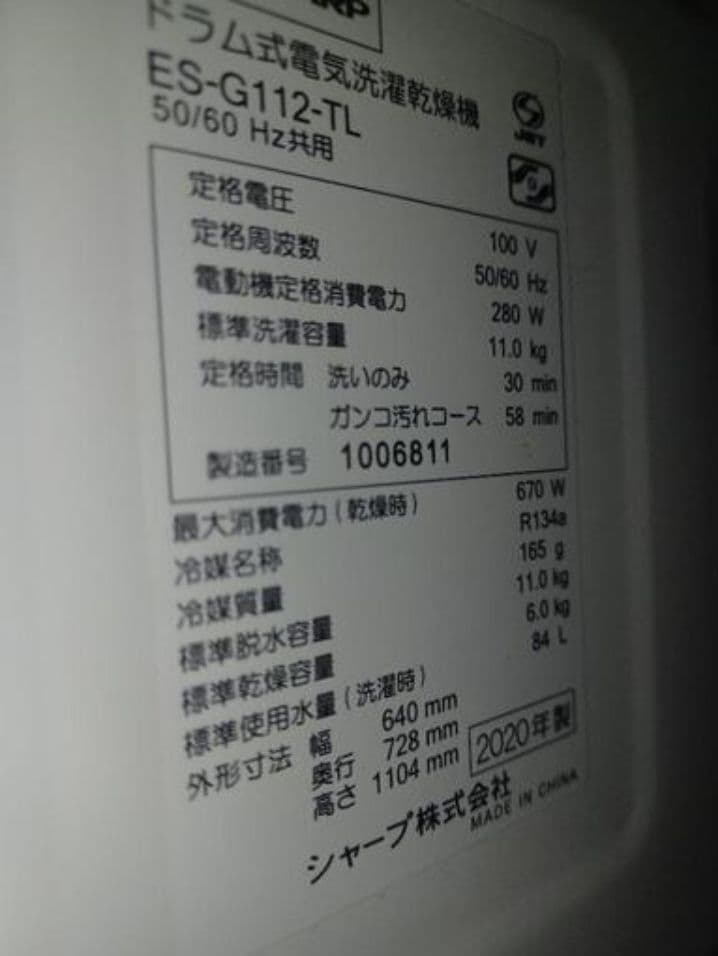 ドラム式電気洗濯乾燥機
ES-G112-TL
50/60 Hz共用
定格電圧 100 V
定格周波数 50/60 Hz
電動機定格消費電力 280 W
標準洗濯容量 11.0 kg
定格時間 洗いのみ 30 min
ガンコ汚れコース 58 min
製造番号 1006811
最大消費電力(乾燥時) 670 W
冷媒名称 R134a
冷媒質量 165 g
標準脱水容量 11.0 kg
標準乾燥容量 6.0 kg
標準使用水量(洗濯時) 84 L
外形寸法 幅 640 mm
奥行 728 mm
高さ 1104 mm
2020年製
シャープ株式会社
MADE IN CHINA